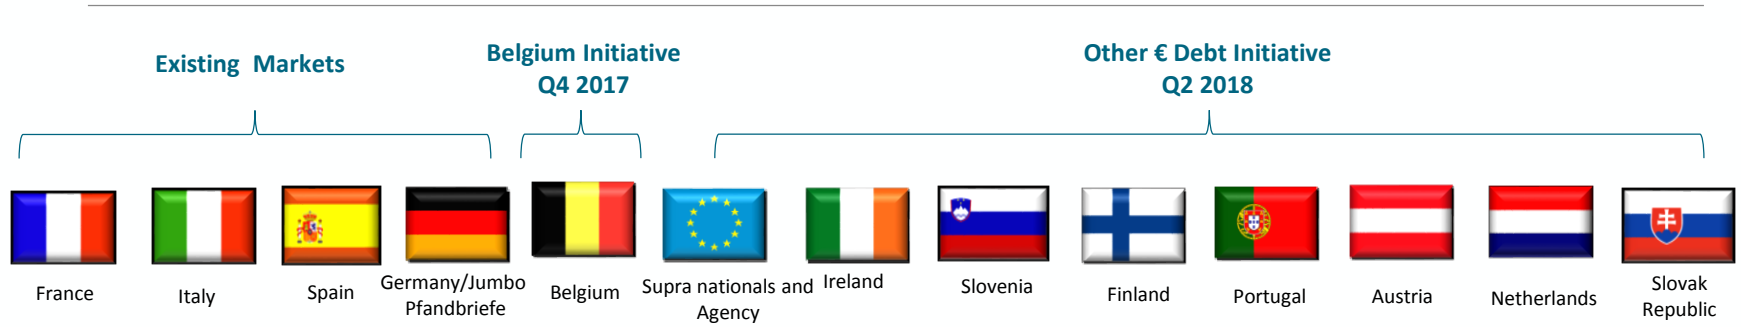 Existing Markets
Belgium Initiative
Q4 2017
Other € Debt Initiative
Q2 2018
France
Italy
Spain
Germany/Jumbo
Pfandbriefe
Belgium
Supra nationals and
Agency
Ireland
Slovenia
Finland
Portugal
Austria
Netherlands
Slovak
Republic